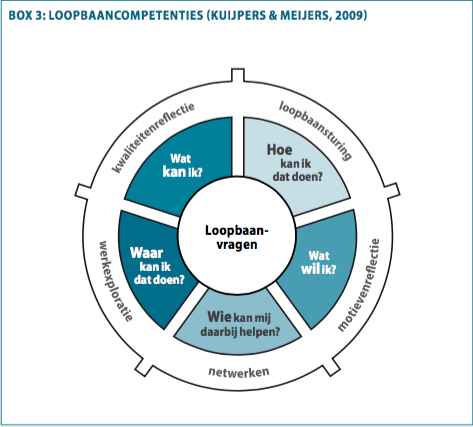 BOX 3: LOOPBAANCOMPETENTIES (KUIJPERS & MEIJERS, 2009)
kwaliteitenreflectie
loopbaansturing
Wat
kan ik?
Hoe
kan ik
dat doen?
Loopbaan-
vragen
Waar
kan ik
dat doen?
Wat
wil ik?
werkexploratie
motievenreflectie
Wie kan mij
daarbij helpen?
netwerken